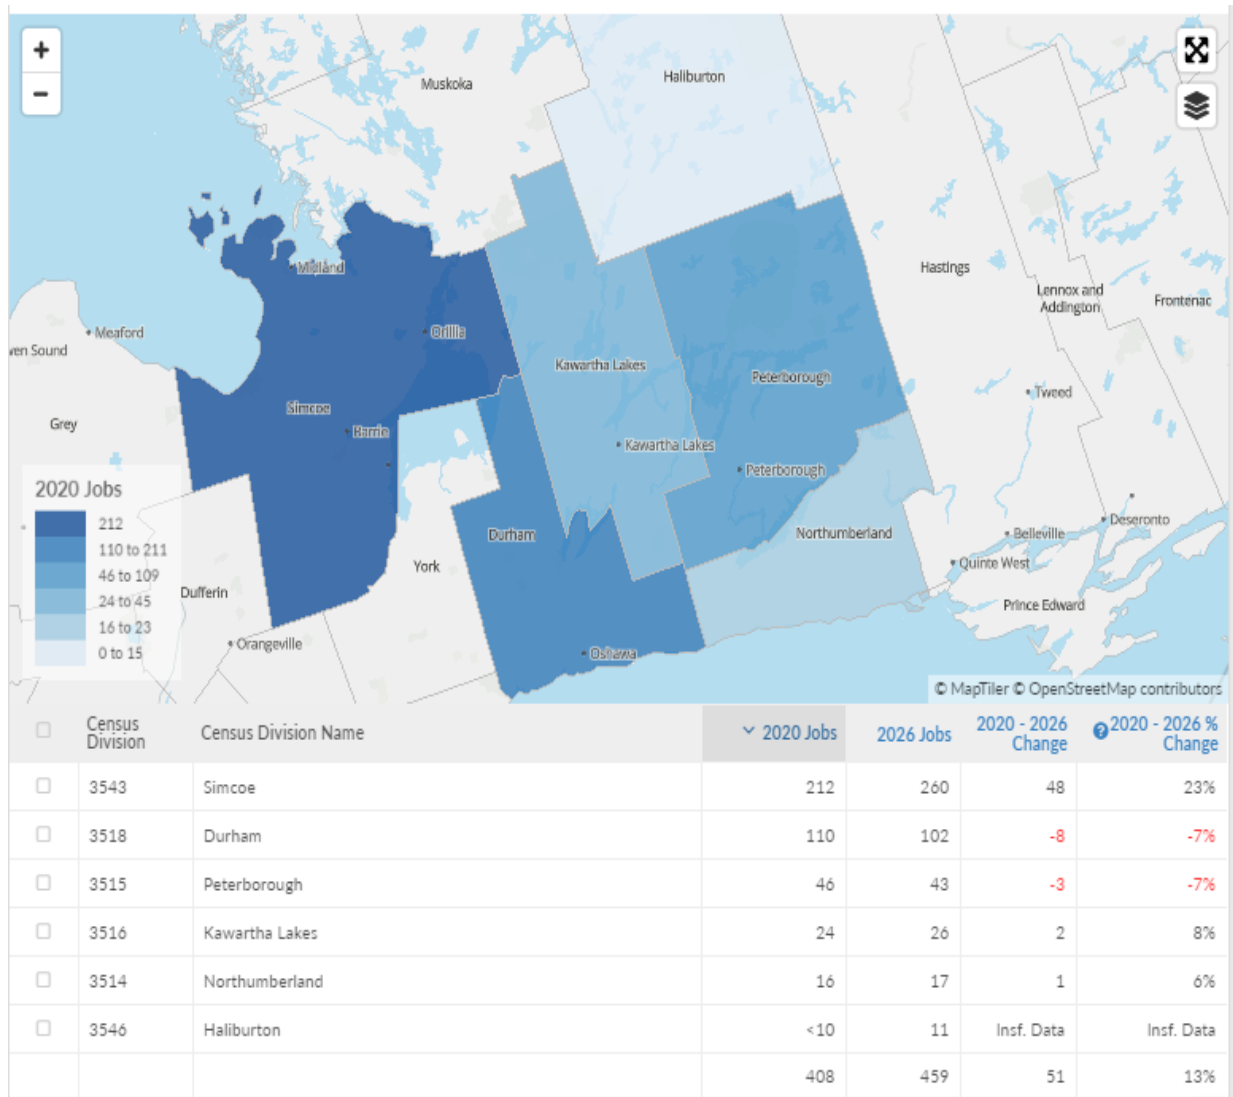 +
−
Muskoka
Haliburton
Hastings
Lennox and
Addington
Frontenac
Midland
Meaford
Orillia
ven Sound
Kawartha Lakes
Peterborough
Tweed
Simcoe
Grey
Barrie
Kawartha Lakes
Peterborough
2020 Jobs
212
110 to 211
46 to 109
24 to 45
16 to 23
0 to 15
Durham
Northumberland
Belleville
Deseronto
York
Quinte West
Dufferin
Prince Edward
Orangeville
Oshawa
© MapTiler © OpenStreetMap contributors
Census
Division
Census Division Name
2020 Jobs
2026 Jobs
2020 - 2026
Change
?
2020 - 2026 %
Change
3543 Simcoe 212 260 48 23%
3518 Durham 110 102 -8 -7%
3515 Peterborough 46 43 -3 -7%
3516 Kawartha Lakes 24 26 2 8%
3514 Northumberland 16 17 1 6%
3546 Haliburton <10 11 Insf. Data Insf. Data
408 459 51 13%